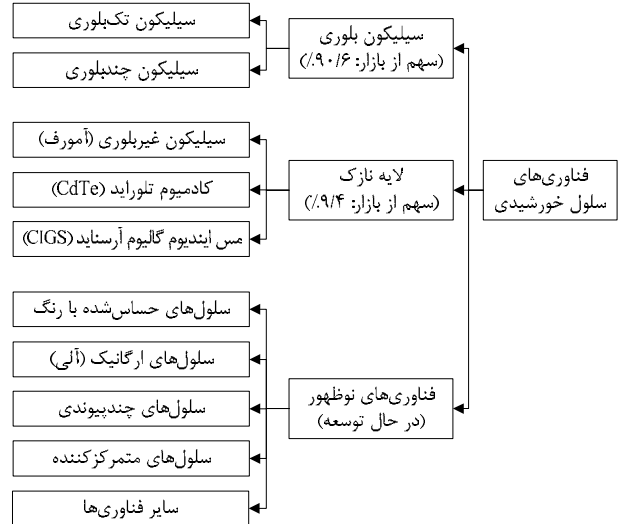 فناوری‌های
سلول خورشیدی
سیلیکون بلوری
(سهم از بازار: ۹۰/۶٪)
سیلیکون تک‌بلوری
سیلیکون چندبلوری
لایه نازک
(سهم از بازار: ۹/۴٪)
سیلیکون غیربلوری (آمورف)
کادمیوم تلوراید (CdTe)
مس ایندیوم گالیوم آرسناید (CIGS)
فناوری‌های نوظهور
(در حال توسعه)
سلول‌های حساس‌شده با رنگ
سلول‌های ارگانیک (آلی)
سلول‌های چندپیوندی
سلول‌های متمرکزکننده
سایر فناوری‌ها